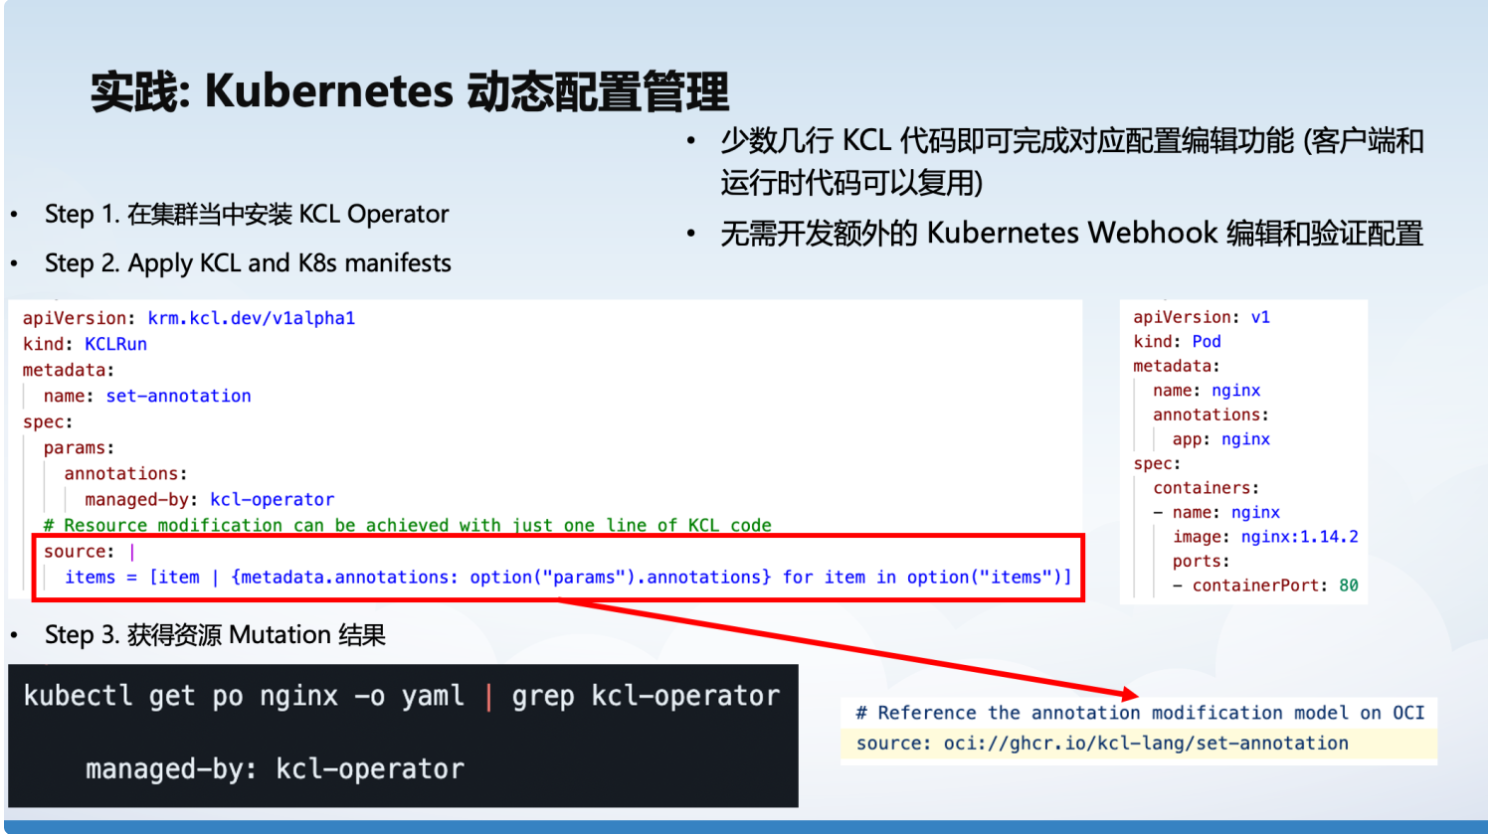 实践: Kubernetes 动态配置管理
• 少数几行 KCL 代码即可完成对应配置编辑功能 (客户端和
运行时代码可以复用)
• 无需开发额外的 Kubernetes Webhook 编辑和验证配置
• Step 1. 在集群当中安装 KCL Operator
• Step 2. Apply KCL and K8s manifests
apiVersion: krm.kcl.dev/v1alpha1
kind: KCLRun
metadata:
  name: set-annotation
spec:
  params:
    annotations:
      managed-by: kcl-operator
  # Resource modification can be achieved with just one line of KCL code
  source: |
    items = [item | {metadata.annotations: option("params").annotations} for item in option("items")]
apiVersion: v1
kind: Pod
metadata:
  name: nginx
  annotations:
    app: nginx
spec:
  containers:
  - name: nginx
    image: nginx:1.14.2
    ports:
    - containerPort: 80
• Step 3. 获得资源 Mutation 结果
kubectl get po nginx -o yaml | grep kcl-operator
    managed-by: kcl-operator
# Reference the annotation modification model on OCI
source: oci://ghcr.io/kcl-lang/set-annotation